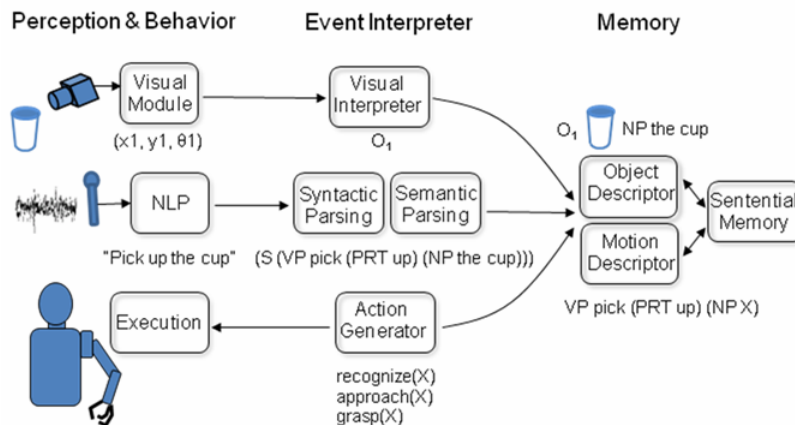 Perception & Behavior
Event Interpreter
Memory
Visual
Module
(x1, y1, θ1)
Visual
Interpreter
O₁
O₁
NP the cup
Object
Descriptor
Motion
Descriptor
Sentential
Memory
VP pick (PRT up) (NP X)
NLP
"Pick up the cup"
Syntactic
Parsing
Semantic
Parsing
(S (VP pick (PRT up) (NP the cup)))
Execution
Action
Generator
recognize(X)
approach(X)
grasp(X)